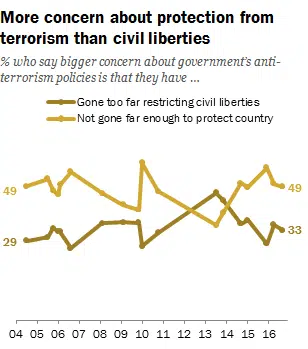 More concern about protection from
terrorism than civil liberties
% who say bigger concern about government's anti-
terrorism policies is that they have ...
Gone too far restricting civil liberties
Not gone far enough to protect country
49
49
33
29
04 05 06 07 08 09 10 11 12 13 14 15 16